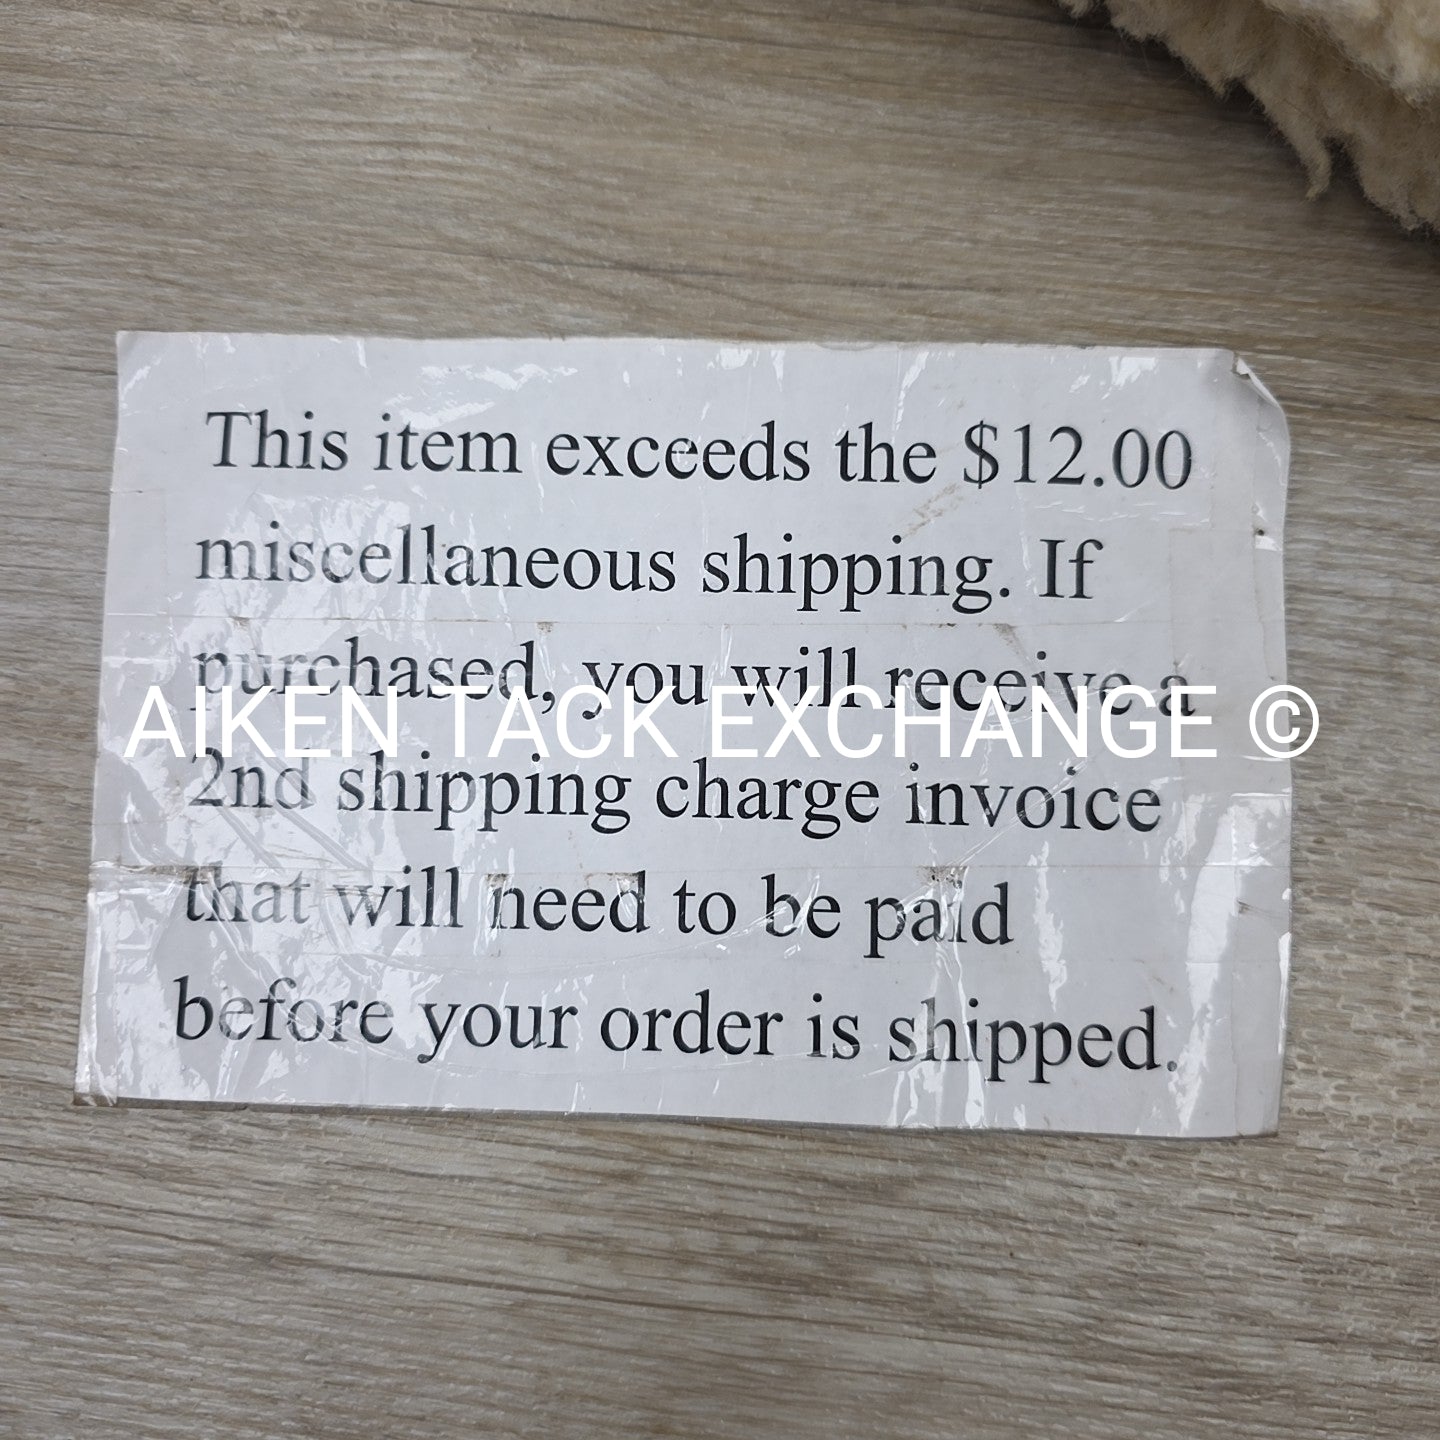 This item exceeds the $12.00
miscellaneous shipping. If
purchased, you will receive a
AIKEN TACK EXCHANGE ©
2nd shipping charge invoice
that will need to be paid
before your order is shipped.